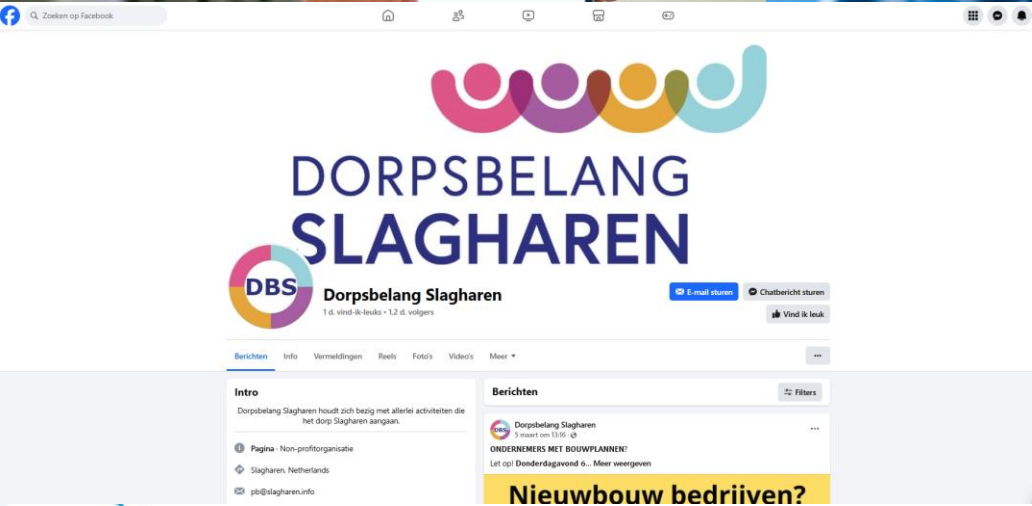 Zoeken op Facebook
DORPSBELANG
SLAGHAREN
DBS
Dorpsbelang Slagharen
1 d. vind-ik-leuks • 1,2 d. volgers
E-mail sturen
Chatbericht sturen
Vind ik leuk
Berichten Info Vermeldingen Reels Foto's Video's Meer
Intro
Dorpsbelang Slagharen houdt zich bezig met allerlei activiteiten die
het dorp Slagharen aangaan.
Pagina · Non-profitorganisatie
Slagharen, Netherlands
pb@slagharen.info
Berichten
Filters
DBS
Dorpsbelang Slagharen
5 maart om 13:16 ·
ONDERNEMERS MET BOUWPLANNEN?
Let op! Donderdagavond 6... Meer weergeven
Nieuwbouw bedrijven?